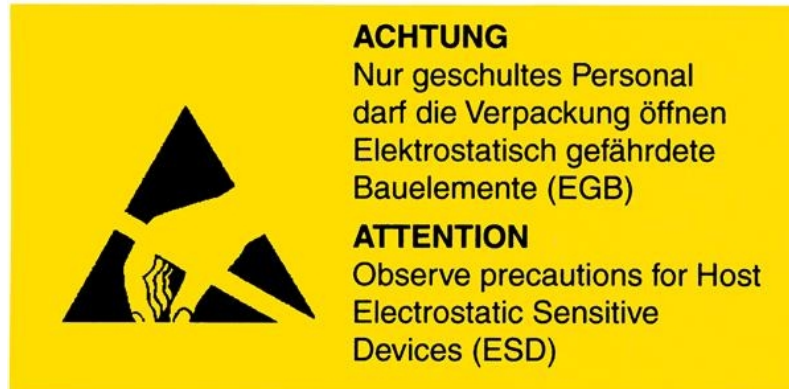 ACHTUNG
Nur geschultes Personal
darf die Verpackung öffnen
Elektrostatisch gefährdete
Bauelemente (EGB)
ATTENTION
Observe precautions for Host
Electrostatic Sensitive
Devices (ESD)